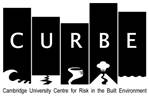 CURBE
Cambridge University Centre for Risk in the Built Environment